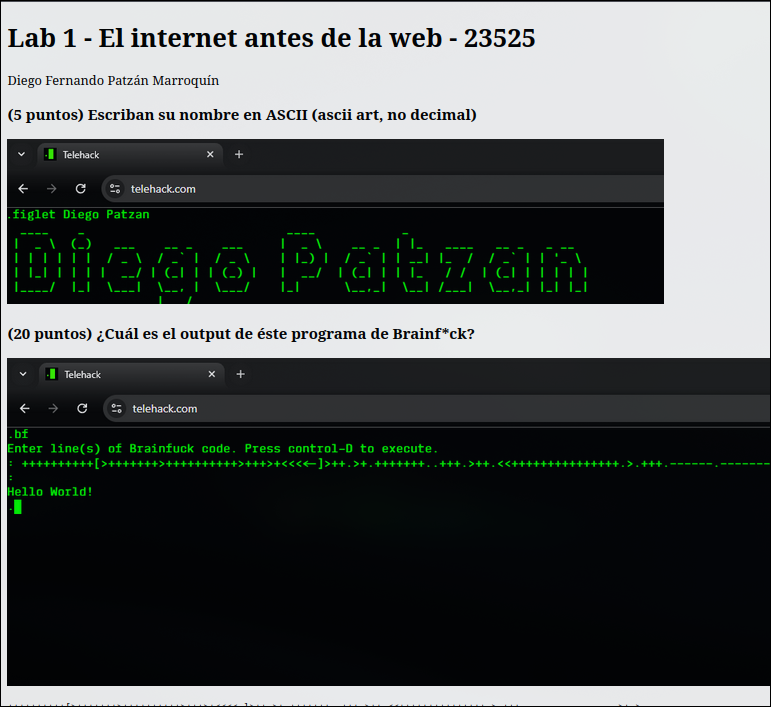 Lab 1 - El internet antes de la web - 23525
Diego Fernando Patzán Marroquín
(5 puntos) Escriban su nombre en ASCII (ascii art, no decimal)
Telehack
telehack.com
.figlet Diego Patzan
Diego Patzan
(20 puntos) ¿Cuál es el output de éste programa de Brainf*ck?
Telehack
telehack.com
.bf
Enter line(s) of Brainfuck code. Press control-D to execute.
: ++++++++++[>+++++++>++++++++++>+++>+<<<<-]>++.>+.+++++++..+++.>++.<<+++++++++++++++.>.+++.------.-------
:
Hello World!
.